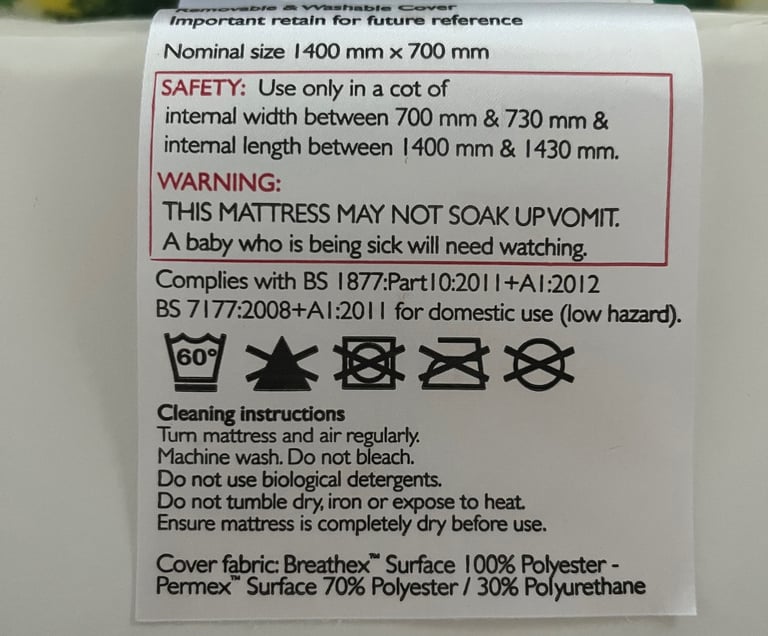 Removable & Washable Cover
Important retain for future reference
Nominal size 1400 mm x 700 mm
SAFETY: Use only in a cot of
internal width between 700 mm & 730 mm &
internal length between 1400 mm & 1430 mm.
WARNING:
THIS MATTRESS MAY NOT SOAK UP VOMIT.
A baby who is being sick will need watching.
Complies with BS 1877:Part10:2011+A1:2012
BS 7177:2008+A1:2011 for domestic use (low hazard).
60°
Cleaning instructions
Turn mattress and air regularly.
Machine wash. Do not bleach.
Do not use biological detergents.
Do not tumble dry, iron or expose to heat.
Ensure mattress is completely dry before use.
Cover fabric: Breathex™ Surface 100% Polyester -
Permex™ Surface 70% Polyester / 30% Polyurethane